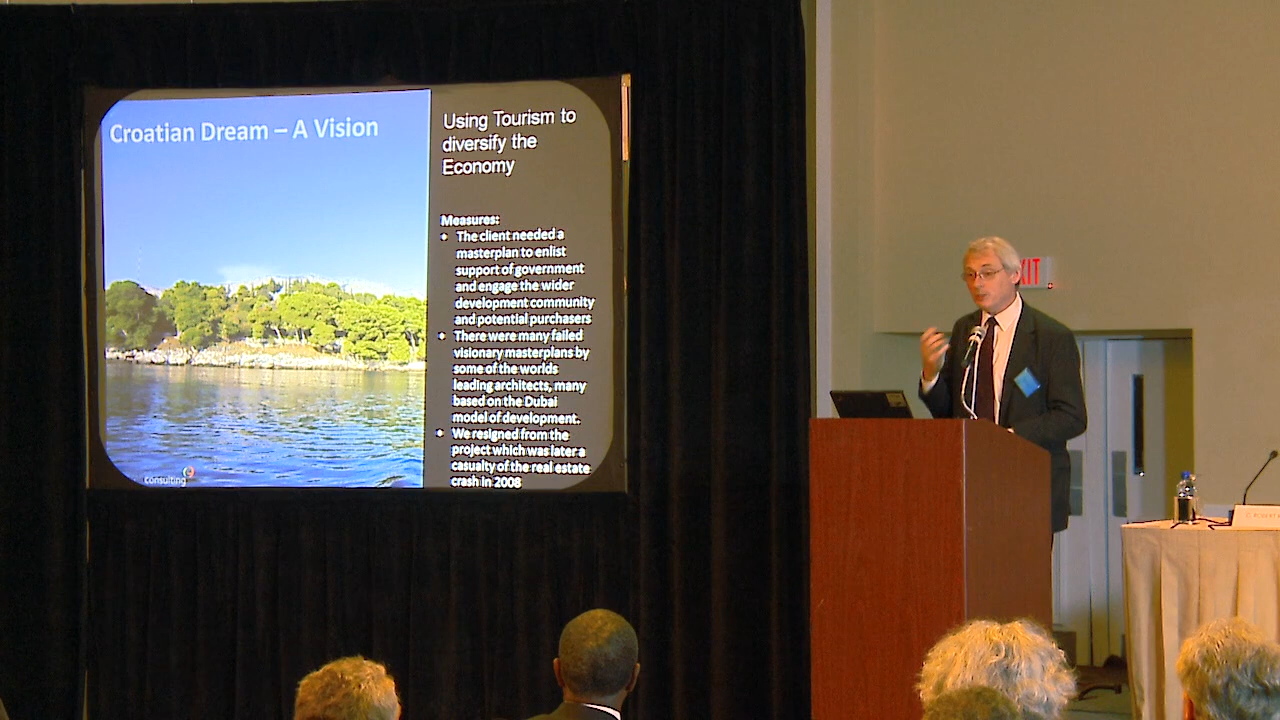 Croatian Dream – A Vision
Using Tourism to
diversify the
Economy
Measures:
• The client needed a
masterplan to enlist
support of government
and engage the wider
development community
and potential purchasers
• There were many failed
visionary masterplans by
some of the worlds
leading architects, many
based on the Dubai
model of development.
• We resigned from the
project which was later a
casualty of the real estate
crash in 2008
consulting